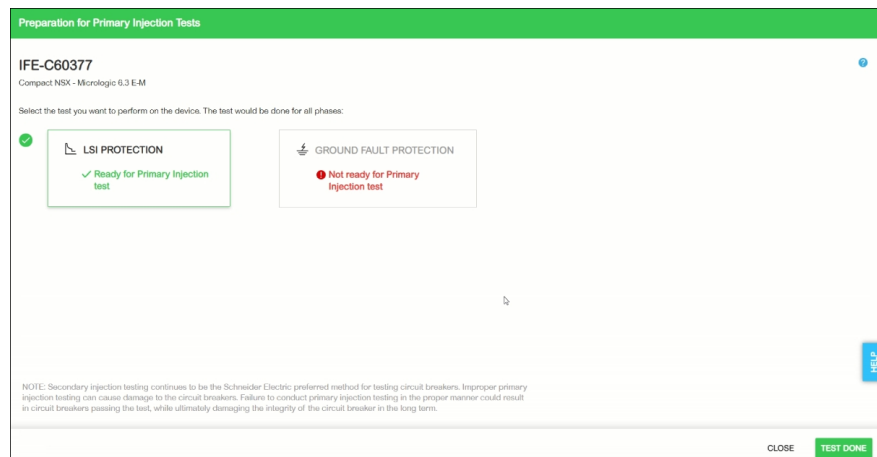 Preparation for Primary Injection Tests
IFE-C60377
Compact NSX - Micrologic 6.3 E-M
Select the test you want to perform on the device. The test would be done for all phases:
LSI PROTECTION
Ready for Primary Injection
test
GROUND FAULT PROTECTION
Not ready for Primary
Injection test
HELP
NOTE: Secondary injection testing continues to be the Schneider Electric preferred method for testing circuit breakers. Improper primary
injection testing can cause damage to the circuit breakers. Failure to conduct primary injection testing in the proper manner could result
in circuit breakers passing the test, while ultimately damaging the integrity of the circuit breaker in the long term.
CLOSE
TEST DONE